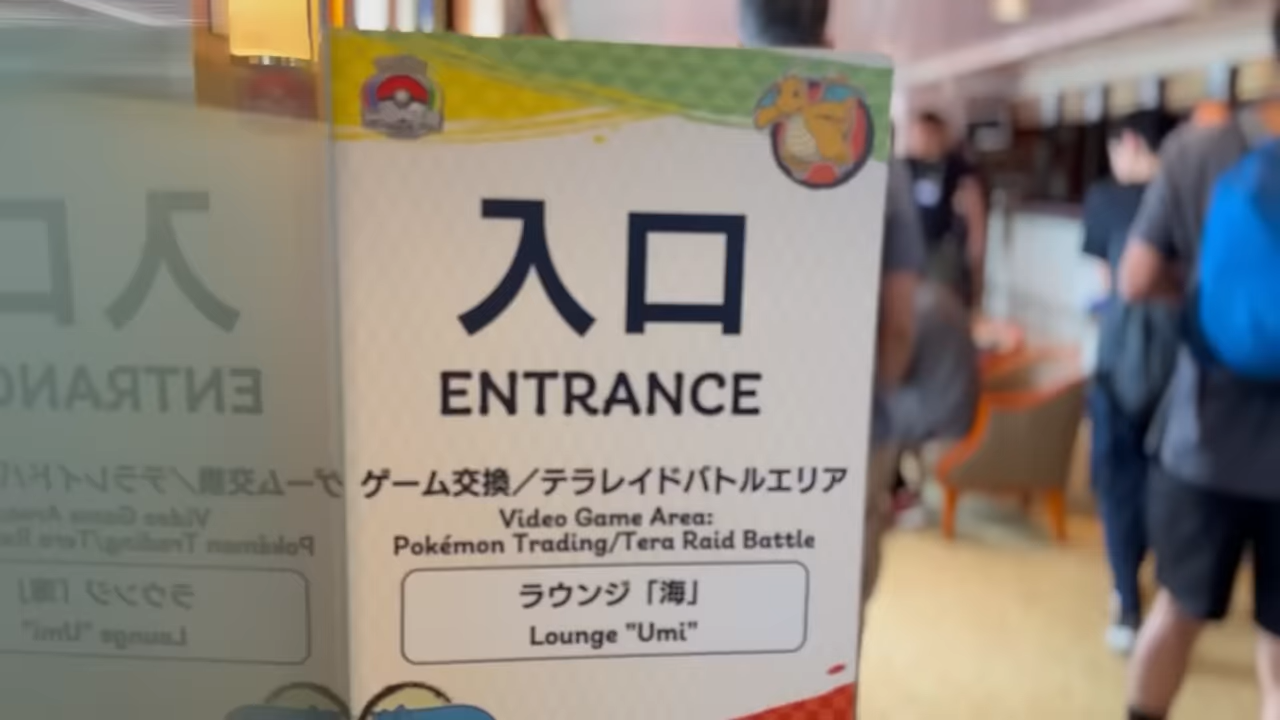 入口
ENTRANCE
ゲーム交換／テラレイドバトルエリア
Video Game Area:
Pokémon Trading/Tera Raid Battle
ラウンジ「海」
Lounge "Umi"